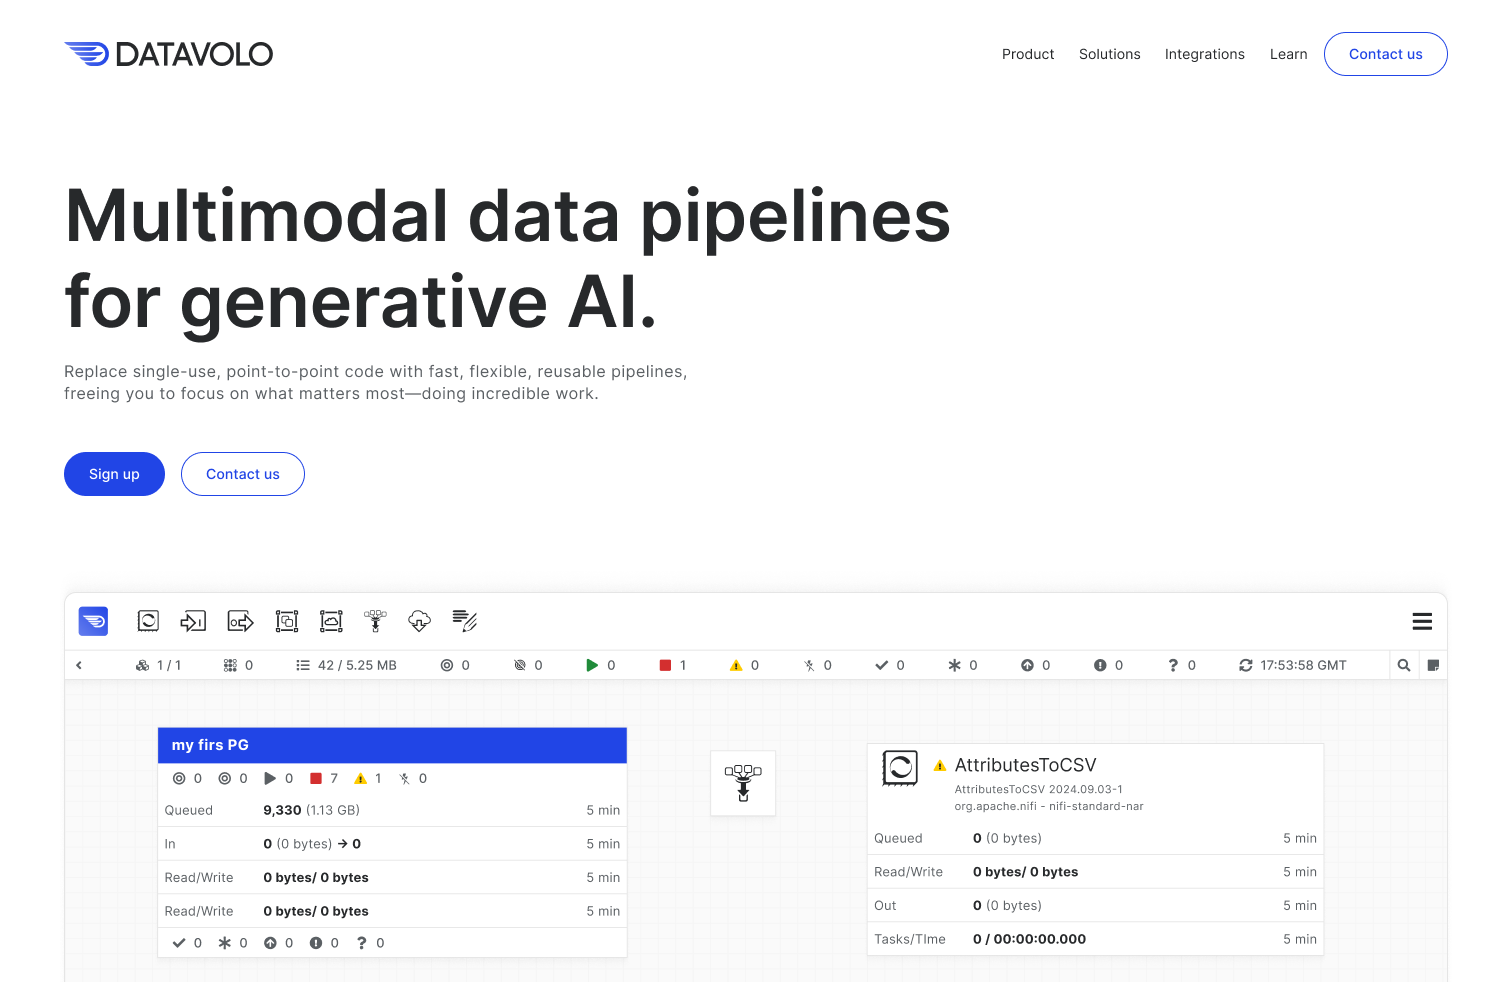 DATAVOLO
Product Solutions Integrations Learn Contact us
Multimodal data pipelines
for generative AI.
Replace single-use, point-to-point code with fast, flexible, reusable pipelines,
freeing you to focus on what matters most—doing incredible work.
Sign up Contact us
1 / 1 0 42 / 5.25 MB 0 0 0 1 0 0 0 0 0 0 0 17:53:58 GMT
my firs PG
0 0 0 7 1 0
Queued 9,330 (1.13 GB) 5 min
In 0 (0 bytes) → 0 5 min
Read/Write 0 bytes/ 0 bytes 5 min
Read/Write 0 bytes/ 0 bytes 5 min
0 0 0 0 ? 0
AttributesToCSV
AttributesToCSV 2024.09.03-1
org.apache.nifi - nifi-standard-nar
Queued 0 (0 bytes) 5 min
Read/Write 0 bytes/ 0 bytes 5 min
Out 0 (0 bytes) 5 min
Tasks/TIme 0 / 00:00:00.000 5 min